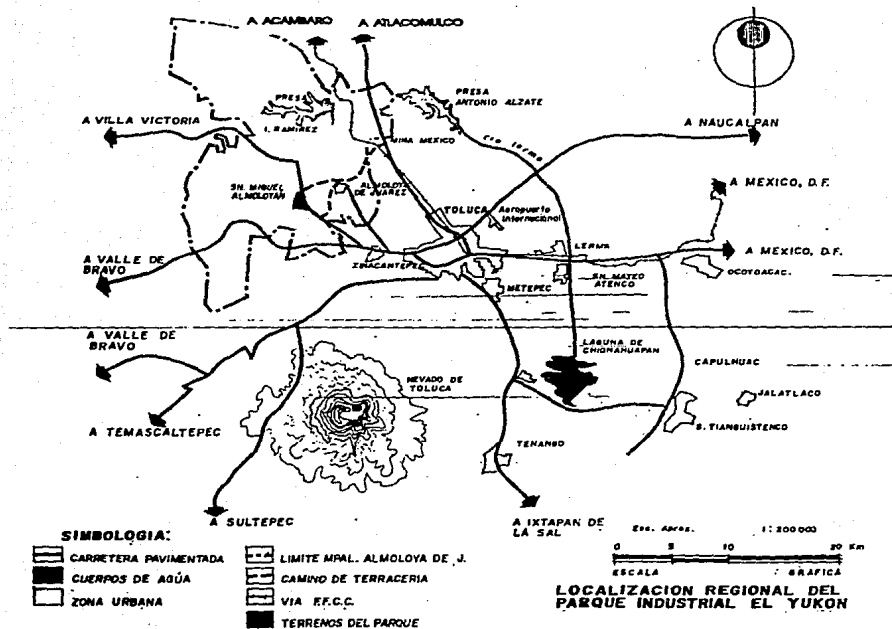 A ACAMBARO
A ATLACOMULCO
PRESA
ANTONIO ALZATE
PRESA
I. RAMIREZ
A VILLA VICTORIA
MINA MEXICO
Rio Lerma
A NAUCALPAN
SN. MIGUEL
ALMOLOYAN
ALMOLOYA
DE JUAREZ
TOLUCA
Aeropuerto
Internacional
A MEXICO, D.F.
LERMA
A MEXICO, D.F.
A VALLE DE
BRAVO
ZINACANTEPEC
METEPEC
SN. MATEO
ATENCO
OCOYOACAC.
A VALLE DE
BRAVO
LAGUNA DE
CHIGNAHUAPAN
CAPULHUAC
NEVADO DE
TOLUCA
JALATLACO
A TEMASCALTEPEC
S. TIANGUISTENCO
TENANGO
A SULTEPEC
A IXTAPAN DE
LA SAL
SIMBOLOGIA:
CARRETERA PAVIMENTADA
CUERPOS DE AGUA
ZONA URBANA
LIMITE MPAL. ALMOLOYA DE J.
CAMINO DE TERRACERIA
VIA F.F.C.C.
TERRENOS DEL PARQUE
Esc. Aprox. 1:200 000
0 5 10 20 Km
ESCALA GRAFICA
LOCALIZACION REGIONAL DEL
PARQUE INDUSTRIAL EL YUKON